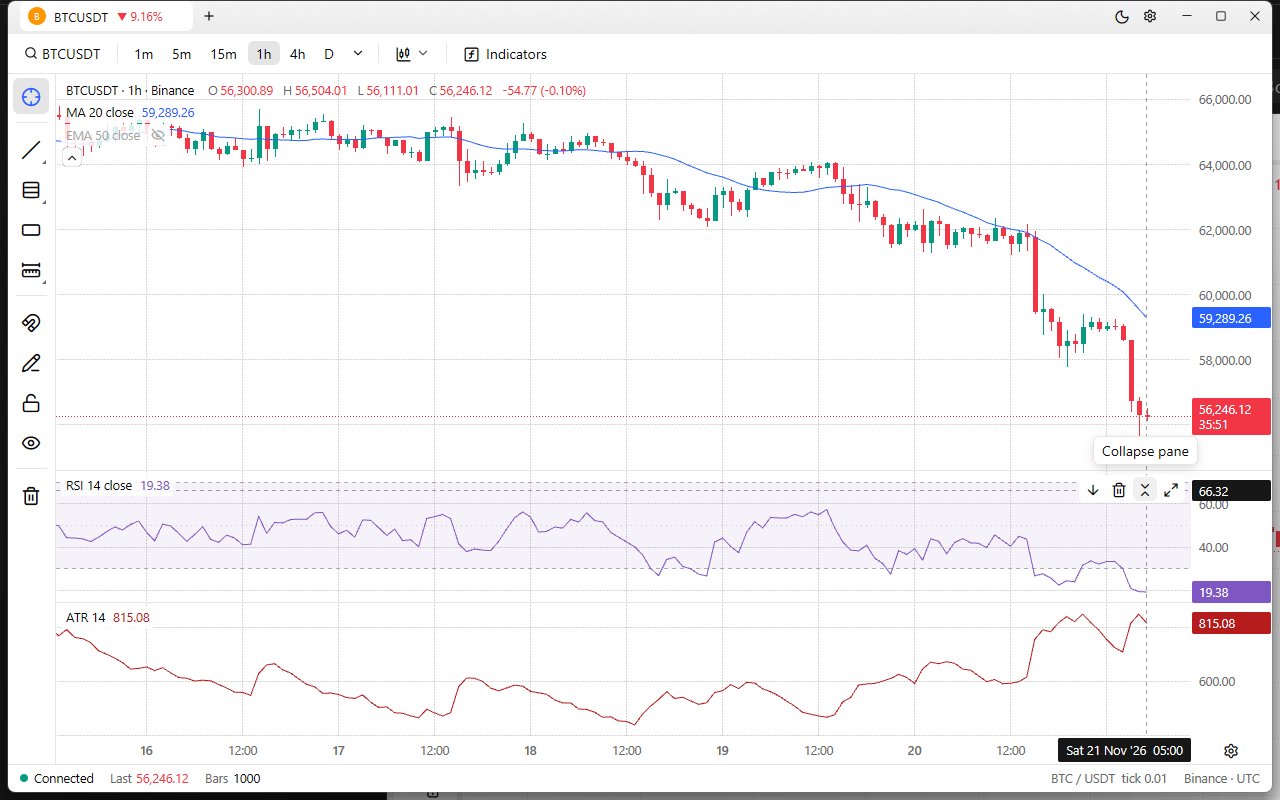 BTCUSDT ▼ 9.16% +
BTCUSDT 1m 5m 15m 1h 4h D Indicators
BTCUSDT · 1h · Binance O 56,300.89 H 56,504.01 L 56,111.01 C 56,246.12 -54.77 (-0.10%)
MA 20 close 59,289.26
EMA 50 close
66,000.00
64,000.00
62,000.00
60,000.00
59,289.26
58,000.00
56,246.12
35:51
Collapse pane
RSI 14 close 19.38
66.32
60.00
40.00
19.38
ATR 14 815.08
815.08
600.00
16 12:00 17 12:00 18 12:00 19 12:00 20 12:00 Sat 21 Nov '26 05:00
Connected Last 56,246.12 Bars 1000 BTC / USDT tick 0.01 Binance · UTC